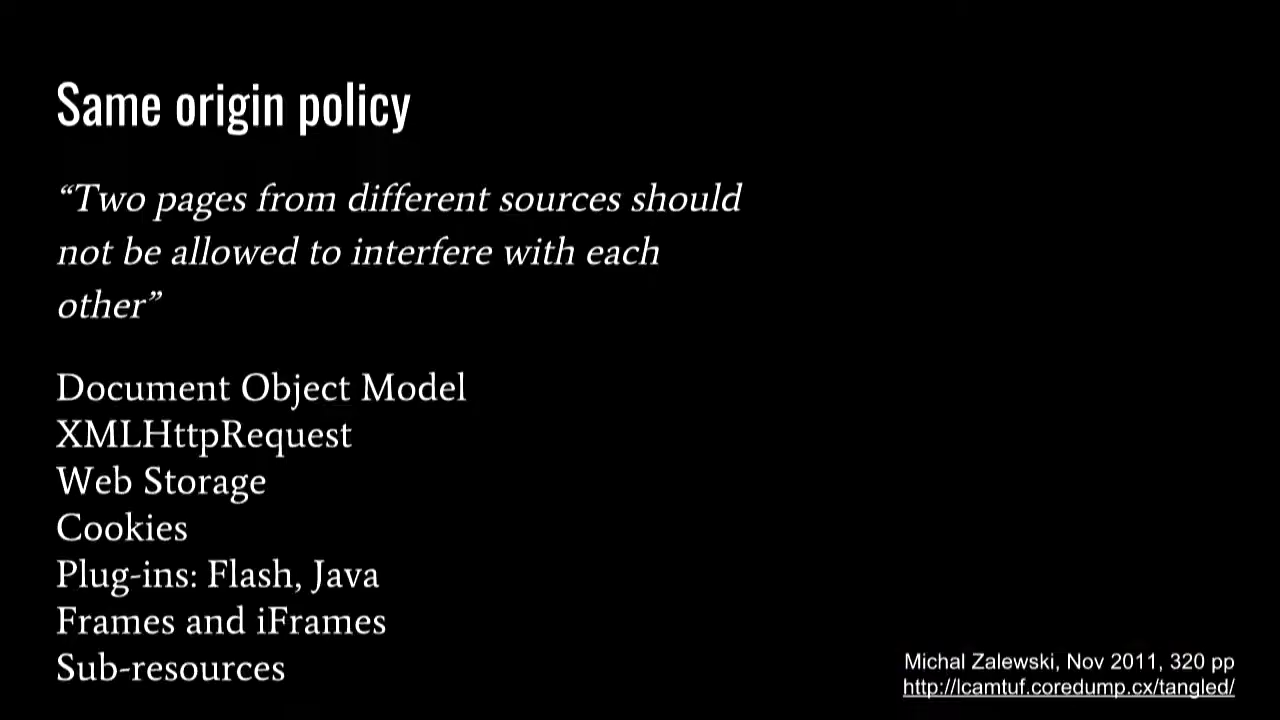 Same origin policy
“Two pages from different sources should
not be allowed to interfere with each
other”
Document Object Model
XMLHttpRequest
Web Storage
Cookies
Plug-ins: Flash, Java
Frames and iFrames
Sub-resources
Michal Zalewski, Nov 2011, 320 pp
http://lcamtuf.coredump.cx/tangled/